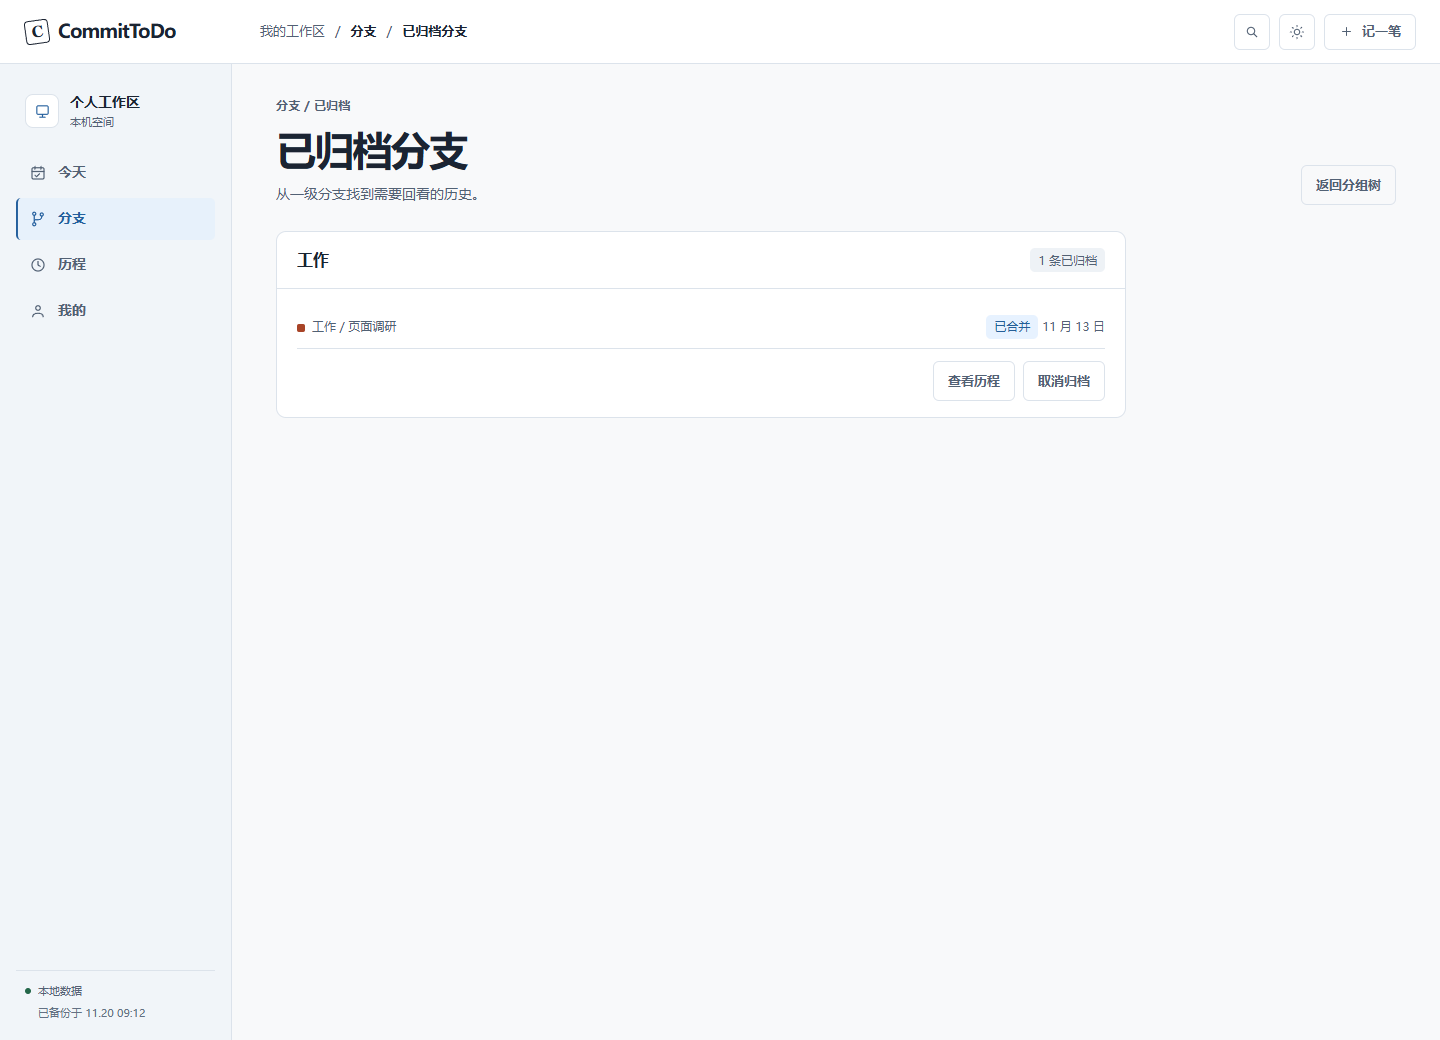 C CommitToDo
我的工作区 / 分支 / 已归档分支
+ 记一笔
个人工作区
本机空间
今天
分支
历程
我的
分支 / 已归档
已归档分支
从一级分支找到需要回看的历史。
返回分组树
工作
1 条已归档
工作 / 页面调研
已合并 11 月 13 日
查看历程
取消归档
本地数据
已备份于 11.20 09:12